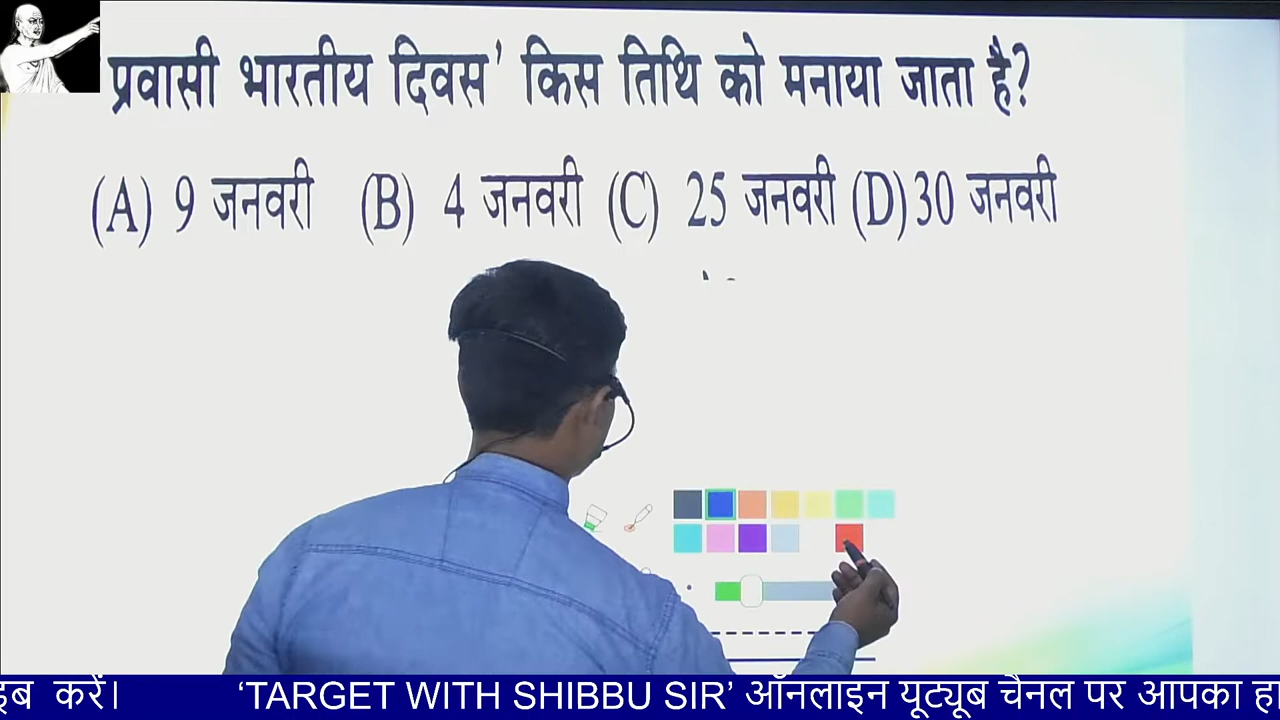 प्रवासी भारतीय दिवस' किस तिथि को मनाया जाता है?
(A) 9 जनवरी (B) 4 जनवरी (C) 25 जनवरी (D) 30 जनवरी
करें। ‘TARGET WITH SHIBBU SIR’ ऑनलाइन यूट्यूब चैनल पर आपका